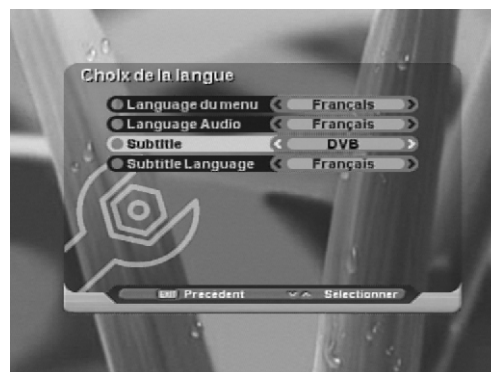 Choix de la langue
Language du menu Français
Language Audio Français
Subtitle DVB
Subtitle Language Français
EXIT Precedent Selectionner